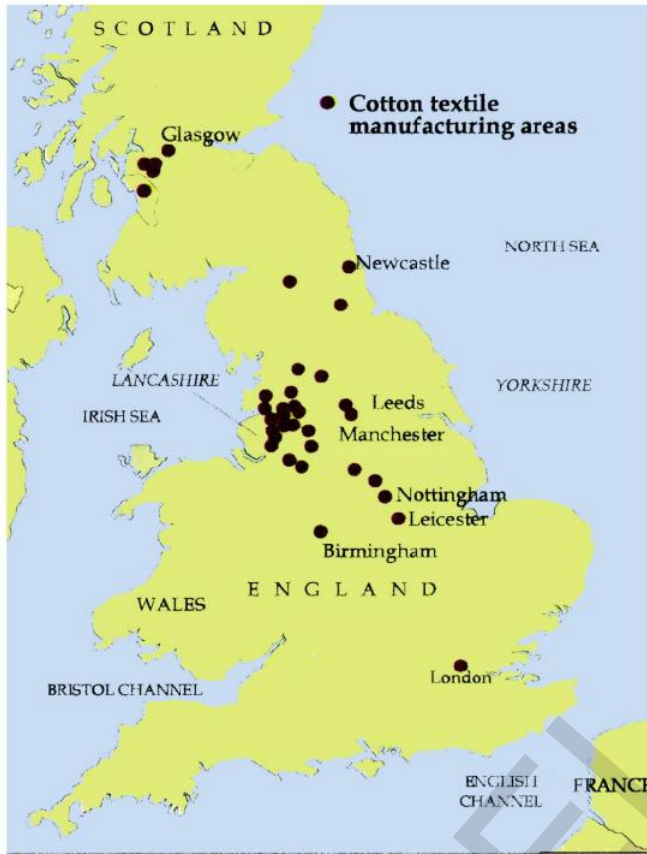 SCOTLAND
Cotton textile
manufacturing areas
Glasgow
NORTH SEA
Newcastle
LANCASHIRE
YORKSHIRE
IRISH SEA
Leeds
Manchester
Nottingham
Leicester
Birmingham
ENGLAND
WALES
London
BRISTOL CHANNEL
ENGLISH
CHANNEL
FRANCE